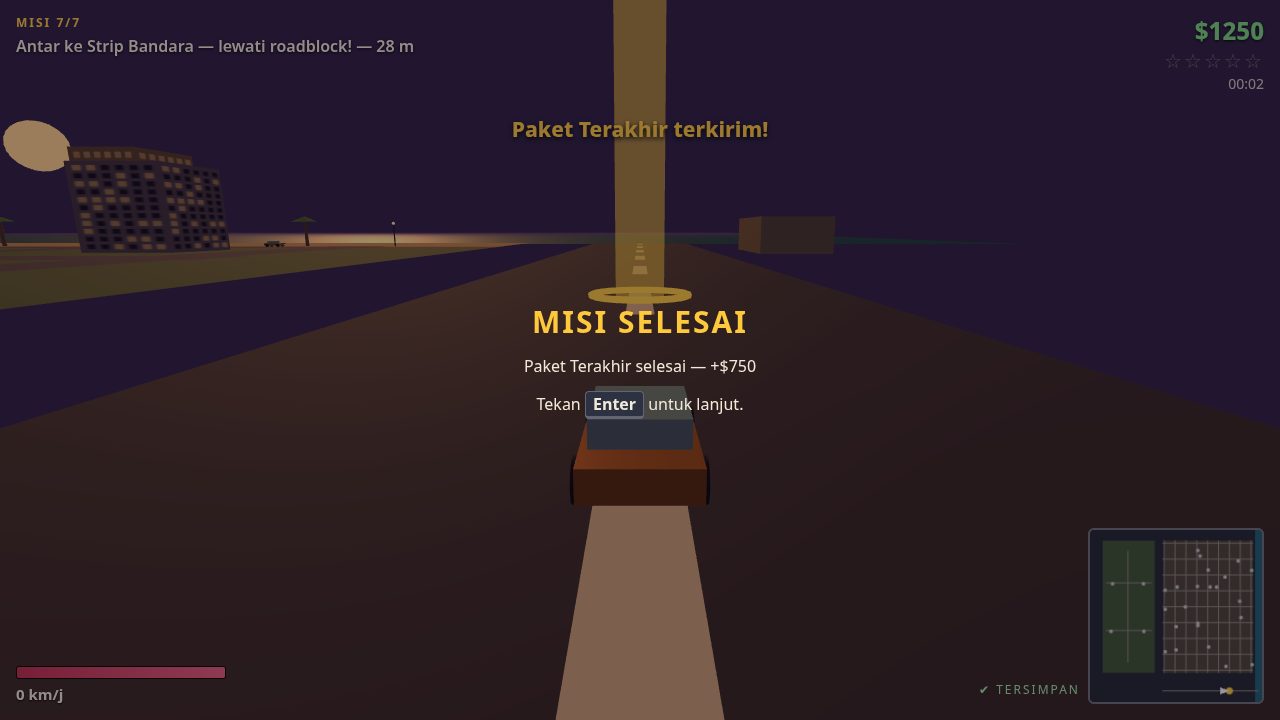 MISI 7/7
Antar ke Strip Bandara — lewati roadblock! — 28 m
$1250
☆☆☆☆☆
00:02
Paket Terakhir terkirim!
MISI SELESAI
Paket Terakhir selesai — +$750
Tekan Enter untuk lanjut.
0 km/j
✔ TERSIMPAN